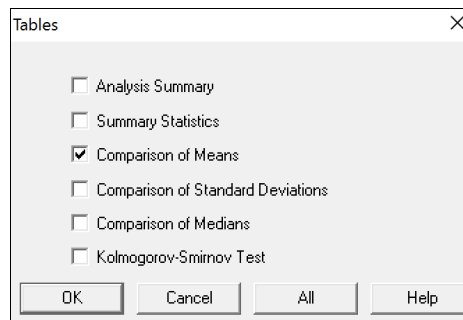 Tables
Analysis Summary
Summary Statistics
Comparison of Means
Comparison of Standard Deviations
Comparison of Medians
Kolmogorov-Smirnov Test
OK Cancel All Help